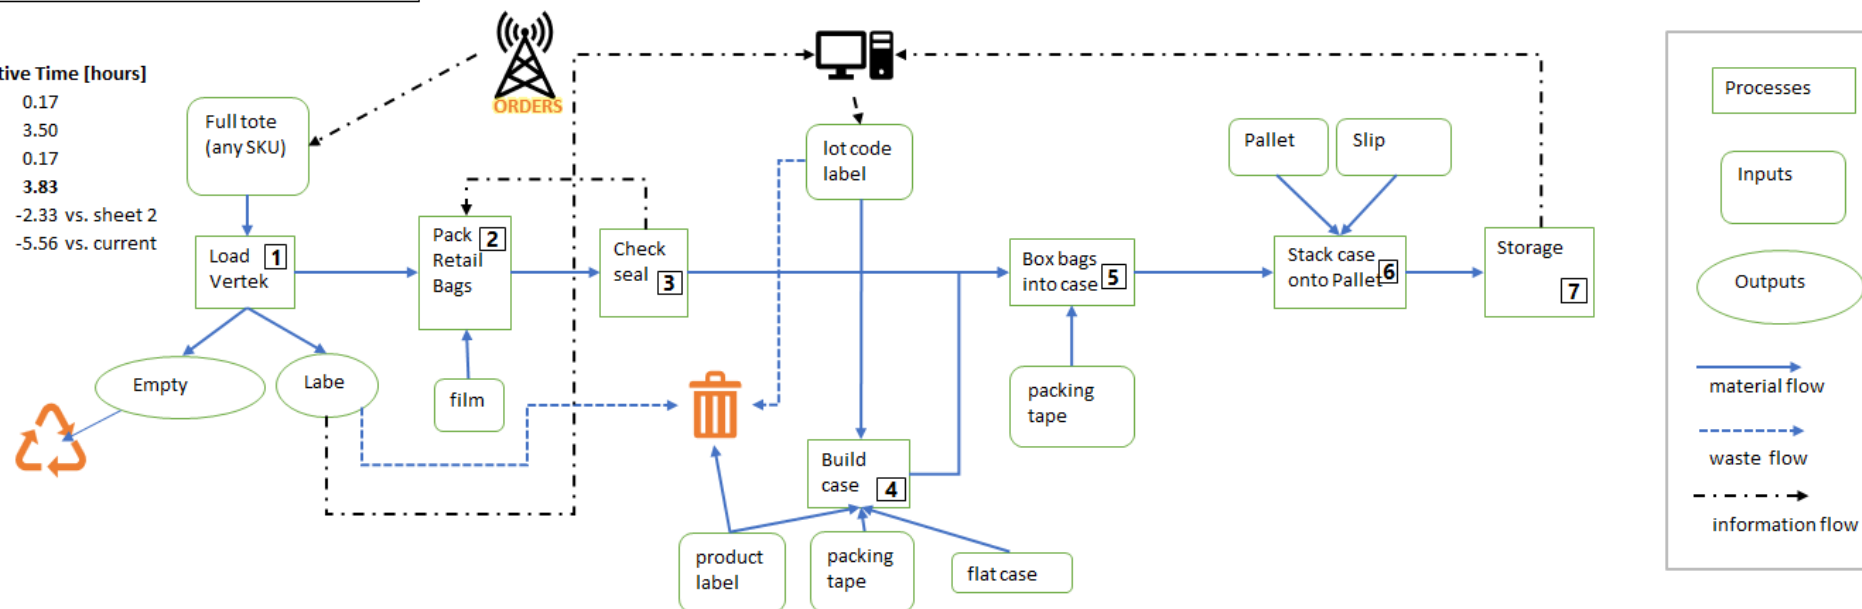 tive Time [hours]
0.17
3.50
0.17
3.83
-2.33 vs. sheet 2
-5.56 vs. current
ORDERS
Full tote
(any SKU)
lot code
label
Pallet
Slip
Load
Vertek
1
Pack
Retail
Bags
2
Check
seal
3
Box bags
into case
5
Stack case
onto Pallet
6
Storage
7
Empty
Labe
film
packing
tape
Build
case
4
product
label
packing
tape
flat case
Processes
Inputs
Outputs
material flow
waste flow
information flow